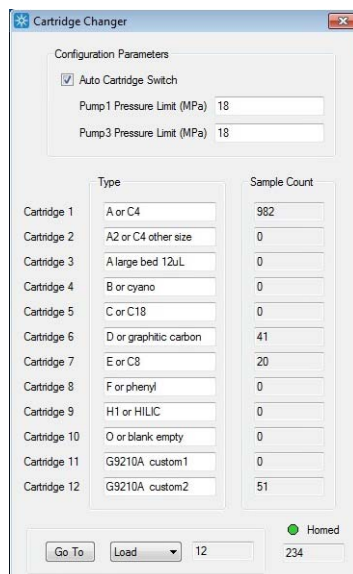 Cartridge Changer
Configuration Parameters
Auto Cartridge Switch
Pump1 Pressure Limit (MPa) 18
Pump3 Pressure Limit (MPa) 18
Type Sample Count
Cartridge 1 A or C4 982
Cartridge 2 A2 or C4 other size 0
Cartridge 3 A large bed 12uL 0
Cartridge 4 B or cyano 0
Cartridge 5 C or C18 0
Cartridge 6 D or graphitic carbon 41
Cartridge 7 E or C8 20
Cartridge 8 F or phenyl 0
Cartridge 9 H1 or HILIC 0
Cartridge 10 O or blank empty 0
Cartridge 11 G9210A custom1 0
Cartridge 12 G9210A custom2 51
Homed
Go To Load 12 234